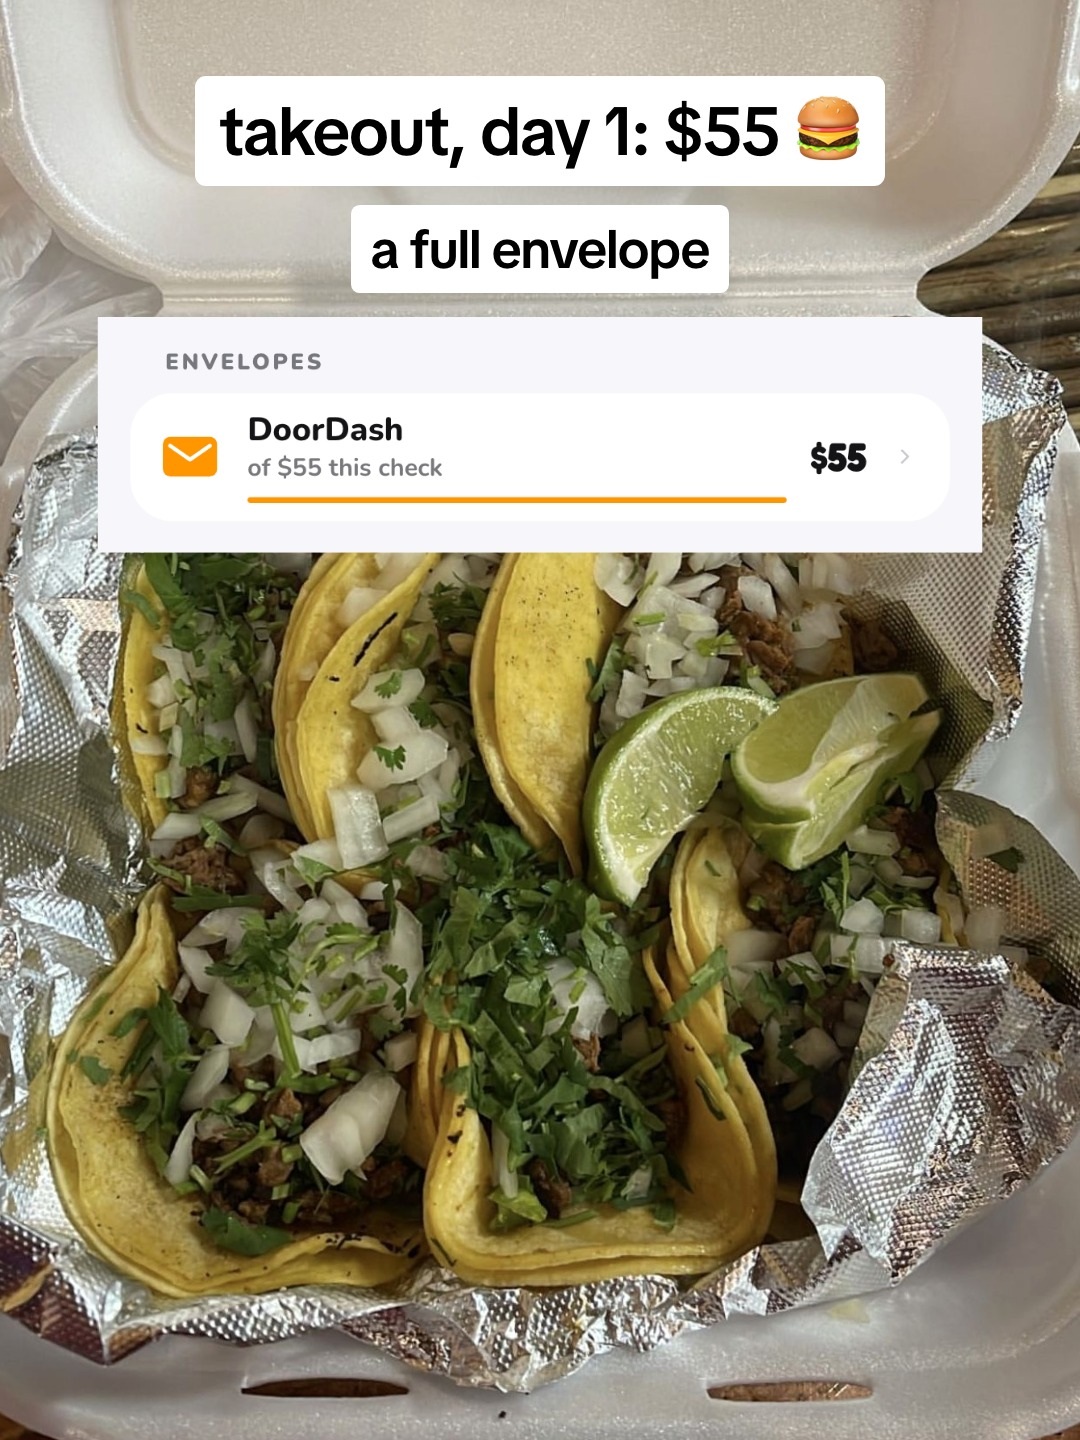 takeout, day 1: $55 🍔
a full envelope
ENVELOPES
DoorDash
of $55 this check
$55